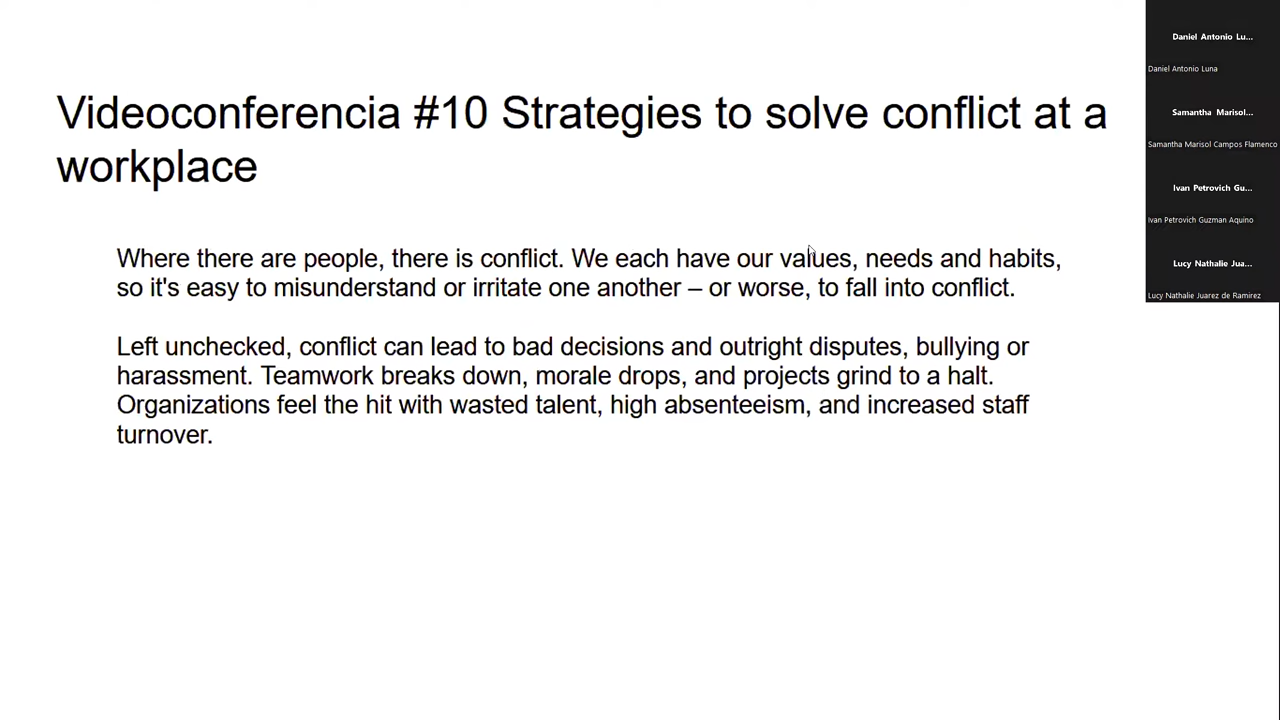 Videoconferencia #10 Strategies to solve conflict at a
workplace
Where there are people, there is conflict. We each have our values, needs and habits,
so it's easy to misunderstand or irritate one another – or worse, to fall into conflict.
Left unchecked, conflict can lead to bad decisions and outright disputes, bullying or
harassment. Teamwork breaks down, morale drops, and projects grind to a halt.
Organizations feel the hit with wasted talent, high absenteeism, and increased staff
turnover.
Daniel Antonio Lu...
Daniel Antonio Luna
Samantha Marisol...
Samantha Marisol Campos Flamenco
Ivan Petrovich Gu...
Ivan Petrovich Guzman Aquino
Lucy Nathalie Jua...
Lucy Nathalie Juarez de Ramirez